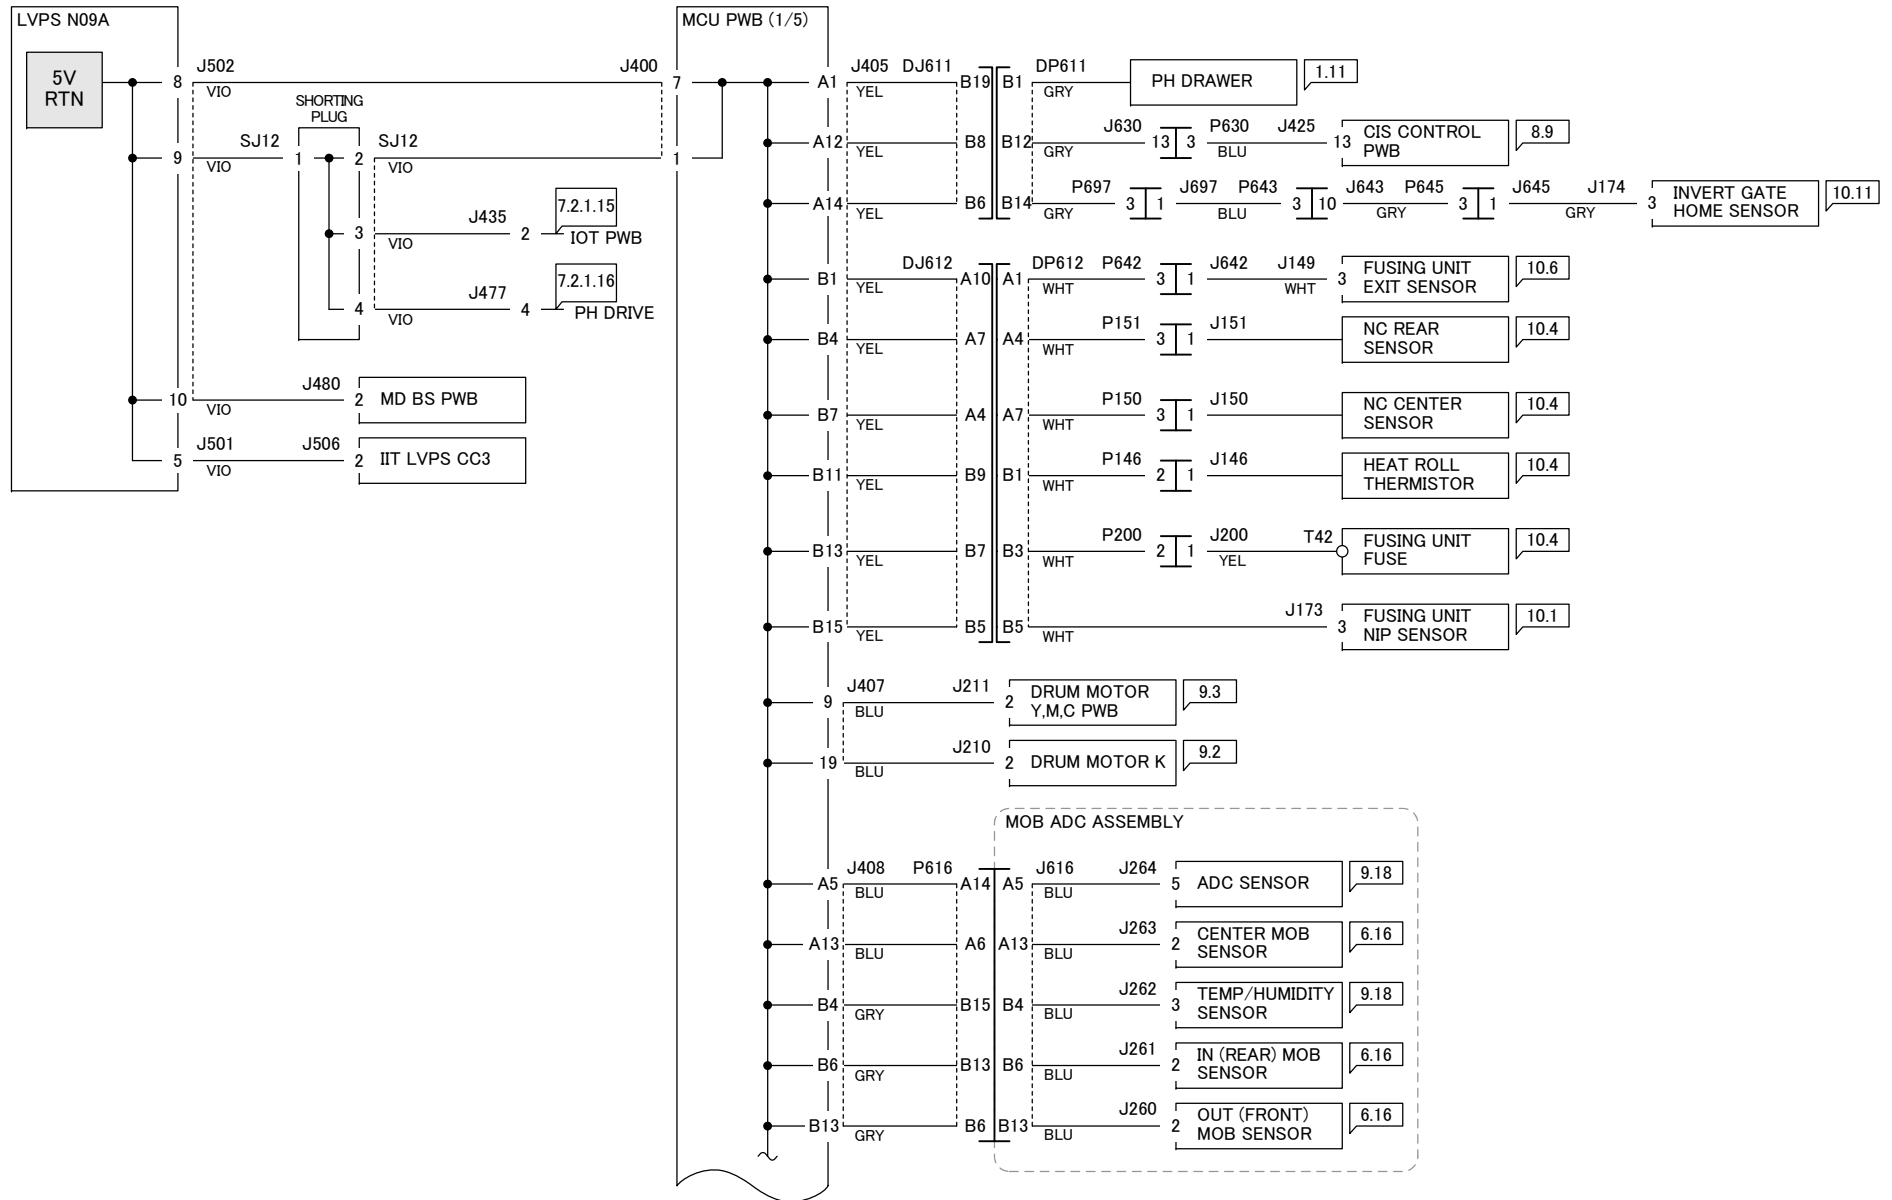 LVPS N09A
5V
RTN
8
J502
VIO
J400
7
9
VIO
SJ12
SHORTING
PLUG
1
2
SJ12
VIO
1
3
VIO
J435
2
7.2.1.15
IOT PWB
4
VIO
J477
4
7.2.1.16
PH DRIVE
10
VIO
J480
2
MD BS PWB
5
J501
VIO
J506
2
IIT LVPS CC3
MCU PWB (1/5)
A1
J405
YEL
DJ611
B19
B1
DP611
GRY
PH DRAWER
1.11
A12
YEL
B8
B12
GRY
J630
13
3
P630
BLU
J425
13
CIS CONTROL
PWB
8.9
A14
YEL
B6
B14
GRY
P697
3
1
J697
BLU
P643
3
10
J643
GRY
P645
3
1
J645
GRY
J174
3
INVERT GATE
HOME SENSOR
10.11
B1
YEL
DJ612
A10
A1
DP612
WHT
P642
3
1
J642
J149
WHT
3
FUSING UNIT
EXIT SENSOR
10.6
B4
YEL
A7
A4
WHT
P151
3
1
J151
NC REAR
SENSOR
10.4
B7
YEL
A4
A7
WHT
P150
3
1
J150
NC CENTER
SENSOR
10.4
B11
YEL
B9
B1
WHT
P146
2
1
J146
HEAT ROLL
THERMISTOR
10.4
B13
YEL
B7
B3
WHT
P200
2
1
J200
YEL
T42
FUSING UNIT
FUSE
10.4
B15
YEL
B5
B5
WHT
J173
3
FUSING UNIT
NIP SENSOR
10.1
9
J407
BLU
J211
2
DRUM MOTOR
Y,M,C PWB
9.3
19
BLU
J210
2
DRUM MOTOR K
9.2
MOB ADC ASSEMBLY
A5
J408
BLU
P616
A14
A5
J616
BLU
J264
5
ADC SENSOR
9.18
A13
BLU
A6
A13
BLU
J263
2
CENTER MOB
SENSOR
6.16
B4
GRY
B15
B4
BLU
J262
3
TEMP/HUMIDITY
SENSOR
9.18
B6
GRY
B13
B6
BLU
J261
2
IN (REAR) MOB
SENSOR
6.16
B13
GRY
B6
B13
BLU
J260
2
OUT (FRONT)
MOB SENSOR
6.16